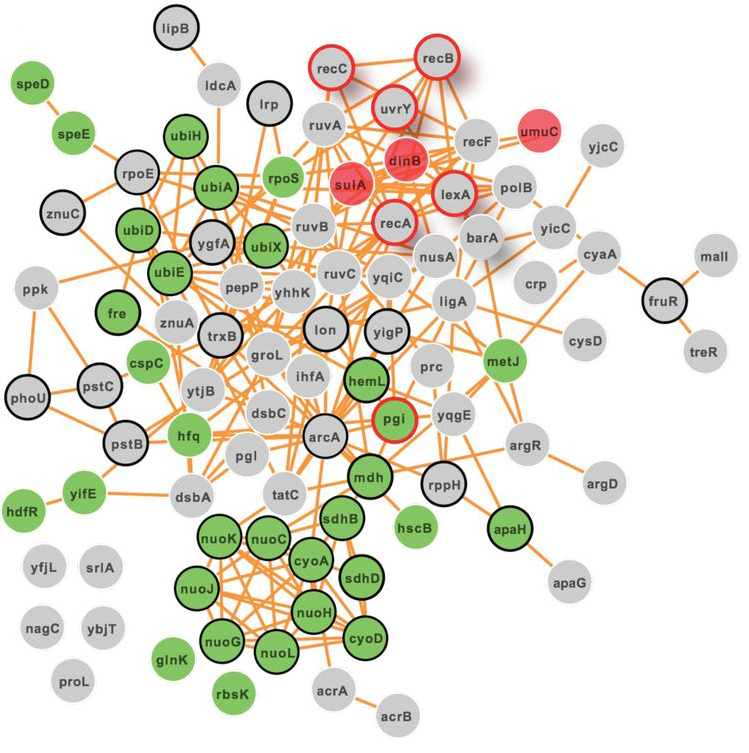 lipB
recC
recB
speD
ldcA
lrp
uvrY
speE
ubiH
ruvA
recF
umuC
yjcC
rpoE
rpoS
dinB
ubiA
sulA
lexA
polB
znuC
ubiD
ygfA
ubiX
ruvB
recA
barA
yicC
nusA
cyaA
mall
ppk
ubiE
pepP
yhhK
ruvC
yqiC
ligA
crp
fruR
fre
znuA
trxB
lon
yigP
cysD
treR
cspC
groL
prc
metJ
phoU
pstC
ytjB
ihfA
hemL
dsbC
pgi
yqgE
pstB
hfq
arcA
argR
pgl
hdfR
yifE
dsbA
tatC
mdh
rppH
argD
nuoK
nuoC
sdhB
hscB
apaH
yfjL
srlA
cyoA
sdhD
apaG
nuoJ
nuoH
nagC
ybjT
nuoG
nuoL
cyoD
proL
glnK
rbsK
acrA
acrB